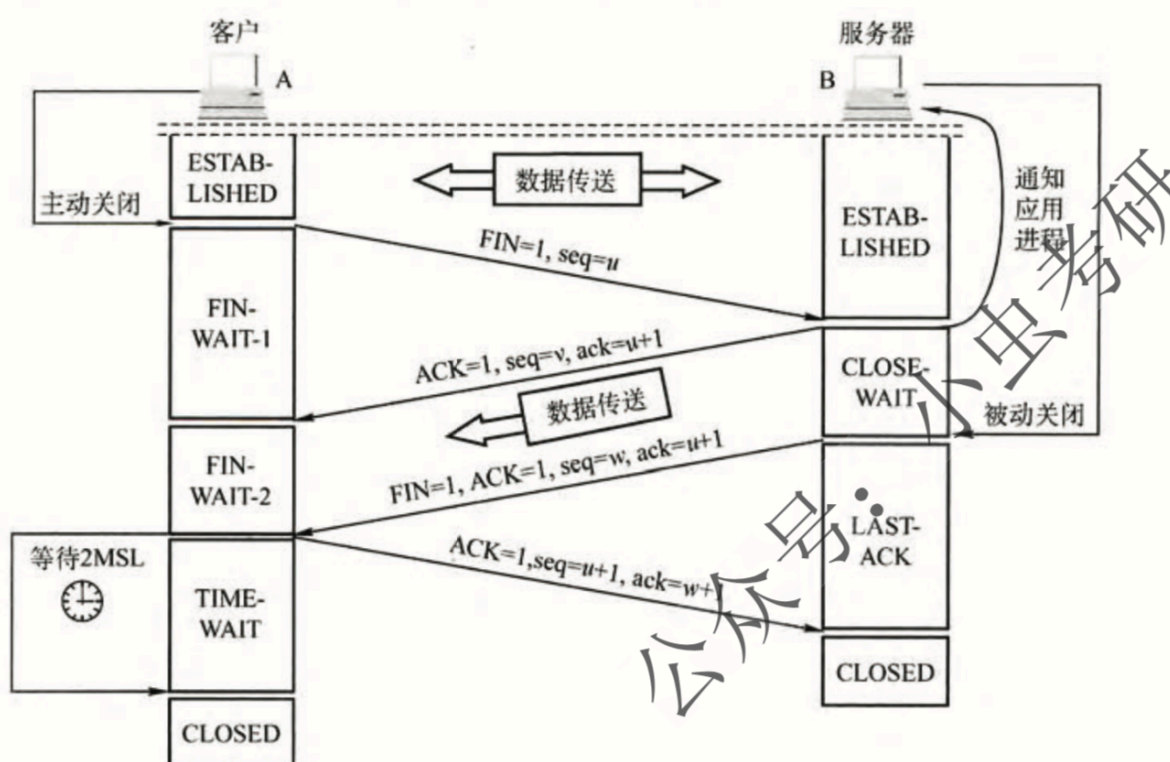 客户
A
服务器
B
ESTAB-
LISHED
数据传送
ESTAB-
LISHED
通知
应用
进程
主动关闭
FIN=1, seq=u
FIN-
WAIT-1
ACK=1, seq=v, ack=u+1
CLOSE-
WAIT
被动关闭
数据传送
FIN-
WAIT-2
FIN=1, ACK=1, seq=w, ack=u+1
LAST-
ACK
等待2MSL
ACK=1,seq=u+1, ack=w+1
TIME-
WAIT
CLOSED
CLOSED
公众号：小虫考研